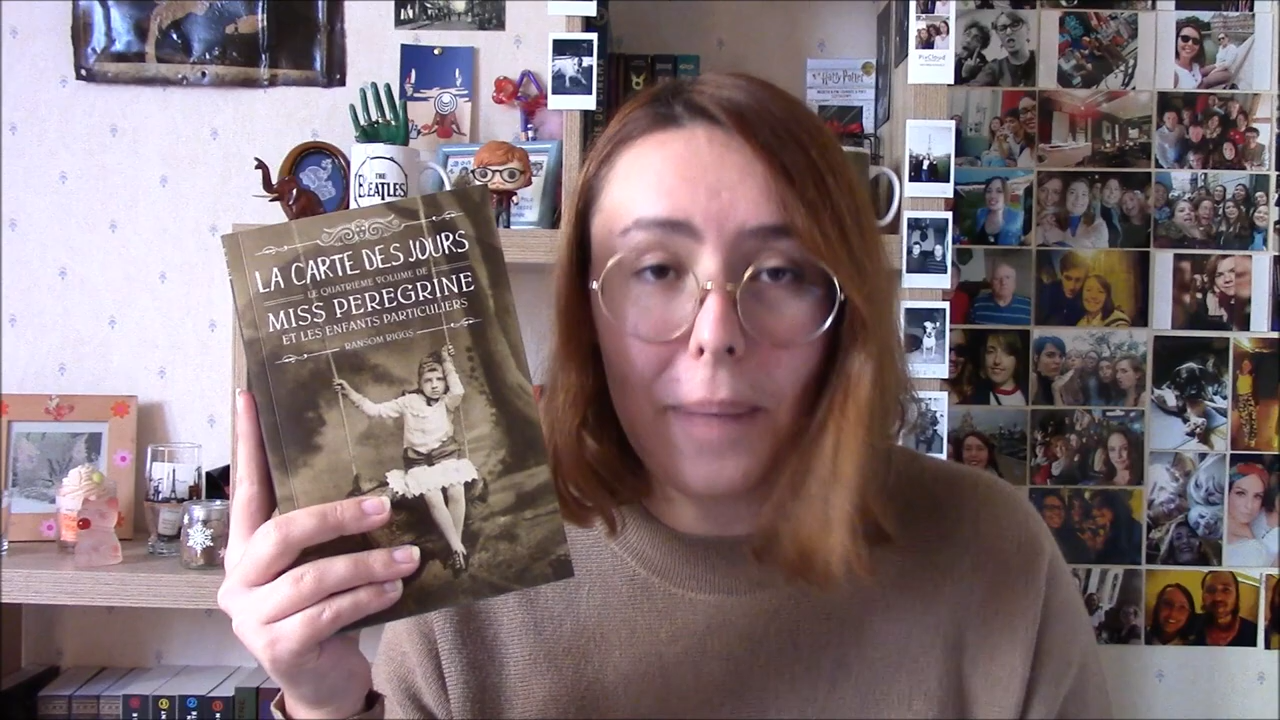 LA CARTE DES JOURS
LE QUATRIÈME VOLUME DE
MISS PEREGRINE
ET LES ENFANTS PARTICULIERS
RANSOM RIGGS
THE
BEATLES
Harry Potter